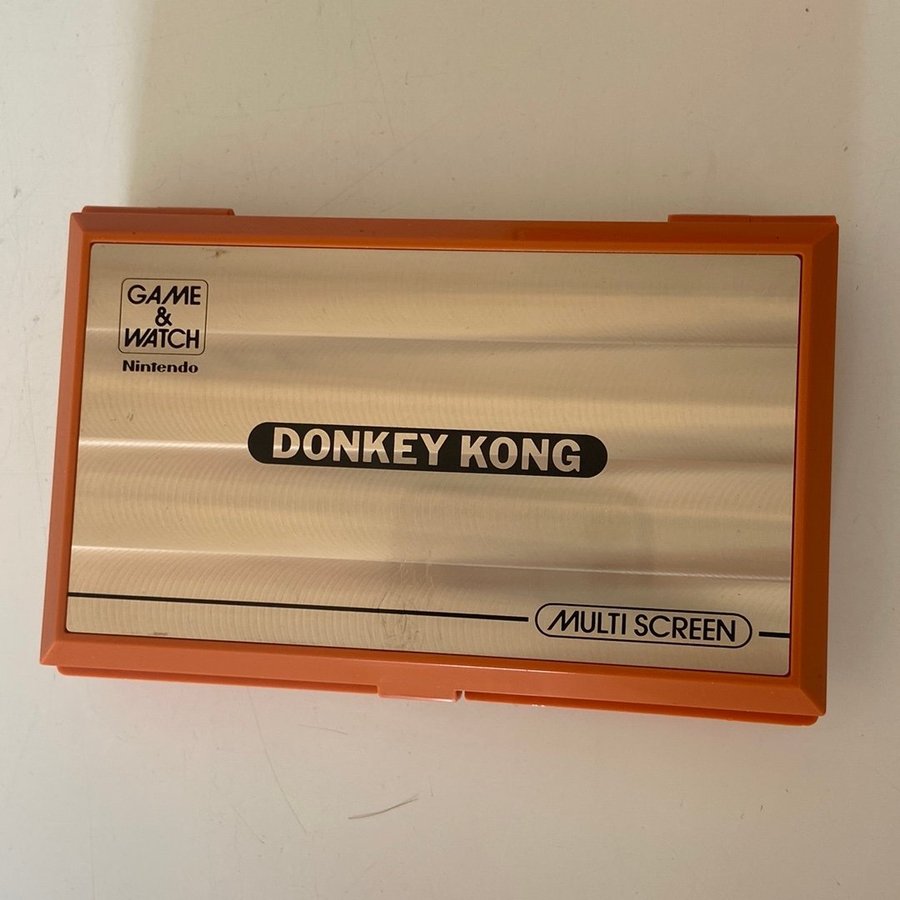 GAME
&
WATCH
Nintendo
DONKEY KONG
MULTI SCREEN